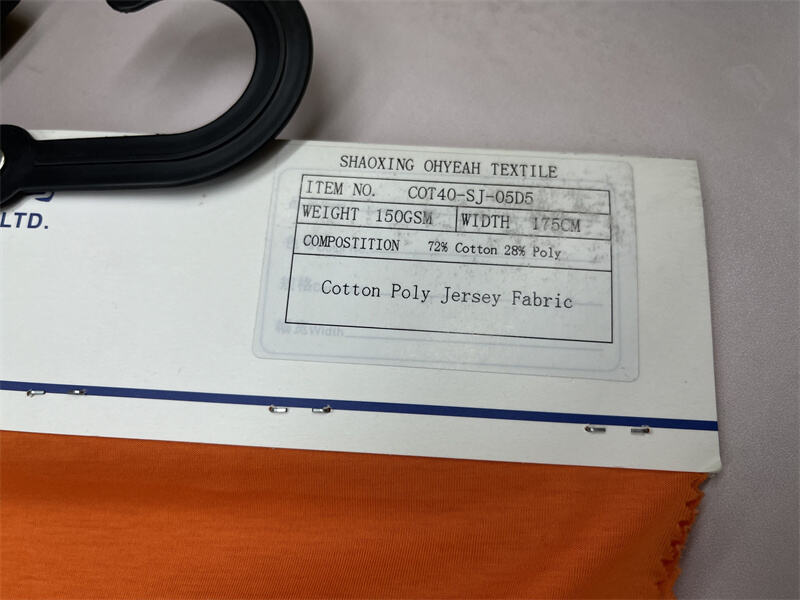 SHAOXING OHYEAH TEXTILE
ITEM NO. COT40-SJ-05D5
WEIGHT 150GSM WIDTH 175CM
COMPOSTITION 72% Cotton 28% Poly
Cotton Poly Jersey Fabric
Width
LTD.